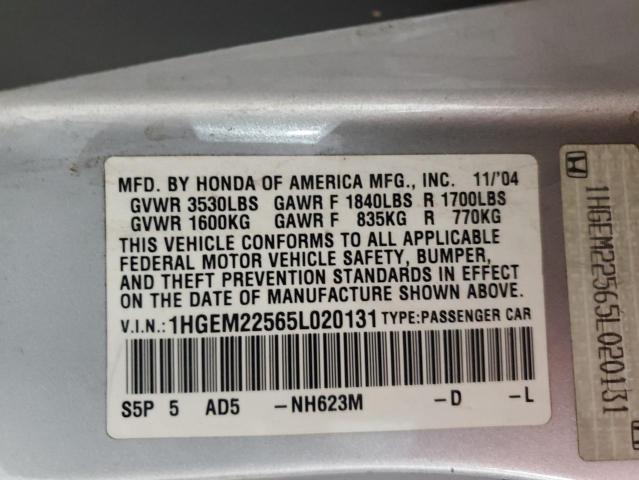 MFD. BY HONDA OF AMERICA MFG., INC. 11/'04
GVWR 3530LBS GAWR F 1840LBS R 1700LBS
GVWR 1600KG GAWR F 835KG R 770KG
THIS VEHICLE CONFORMS TO ALL APPLICABLE
FEDERAL MOTOR VEHICLE SAFETY, BUMPER,
AND THEFT PREVENTION STANDARDS IN EFFECT
ON THE DATE OF MANUFACTURE SHOWN ABOVE.
V.I.N.: 1HGEM22565L020131 TYPE: PASSENGER CAR
S5P 5 AD5 -NH623M -D -L
1HGEM22565L020131